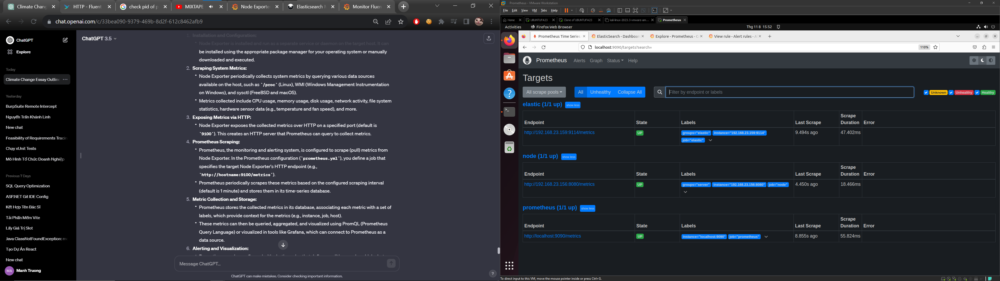 Climate Chang
HTTP - Fluent
check pid of p
MIXTAPE
Node Exporte
Elasticsearch M
Monitor Fluen
chat.openai.com/c/33bea090-9379-469b-8d2f-612c8462afb9
ChatGPT
Explore
Today
Climate Change Essay Outline
Yesterday
BurpSuite Remote Intercept
Nguyễn Trần Khánh Linh
New chat
Feasibility of Requirements Tracin
Chạy xUnit Tests
Mô Hình Tổ Chức Doanh Nghiệp
Previous 7 Days
SQL Query Optimization
ASP.NET Git IDE Config
Kết Hợp Tên Bác Sĩ
Tải Phần Mềm Vite
Lấy Giá Trị Slot
Java ClassNotFoundException: m
Tạo Dự Án React
New chat
MA
Manh Truong
ChatGPT 3.5
1. Installation and Configuration:
• Node Exporter is installed and run as a separate service or daemon on the target host. It can
be installed using the appropriate package manager for your operating system or manually
downloaded and executed.
2. Scraping System Metrics:
• Node Exporter periodically collects system metrics by querying various data sources
available on the host, such as `/proc` (Linux), WMI (Windows Management Instrumentation
on Windows), and sysctl (FreeBSD and macOS).
• Metrics collected include CPU usage, memory usage, disk usage, network activity, file system
statistics, hardware sensor data (e.g., temperature and fan speed), and more.
3. Exposing Metrics via HTTP:
• Node Exporter exposes the collected metrics over HTTP on a specified port (default is
`9100`). This creates an HTTP server that Prometheus can query to collect metrics.
4. Prometheus Scraping:
• Prometheus, the monitoring and alerting system, is configured to scrape (pull) metrics from
Node Exporter. In the Prometheus configuration (`prometheus.yml`), you define a job that
specifies the target Node Exporter's HTTP endpoint (e.g.,
`http://hostname:9100/metrics`).
• Prometheus periodically scrapes these metrics based on the configured scraping interval
(default is 1 minute) and stores them in its time-series database.
5. Metric Collection and Storage:
• Prometheus stores the collected metrics in its database, associating each metric with a set of
labels, which provide context for the metrics (e.g., instance, job, host).
• These metrics can then be queried, aggregated, and visualized using PromQL (Prometheus
Query Language) or visualized in tools like Grafana, which can connect to Prometheus as a
data source.
6. Alerting and Visualization:
Message ChatGPT...
ChatGPT can make mistakes. Consider checking important information.
?
Prometheus - VMware Workstation
File Edit View VM Tabs Help
Home
UBUNTUFA23
Clone of UBUNTUFA23
kali-linux-2023.3-vmware-am...
Prometheus
Activities
Firefox Web Browser
Thg 11 8 15:52
Prometheus Time Series
ElasticSearch - Dashboard
Explore - Prometheus - G
View rule - Alert rules - A
localhost:9090/targets?search=
110%
Prometheus Alerts Graph Status Help
Targets
All scrape pools
All Unhealthy Collapse All
Filter by endpoint or labels
Unknown Unhealthy Healthy
elastic (1/1 up) show less
Endpoint State Labels Last Scrape Scrape Duration Error
http://192.168.23.159:9114/metrics UP groups="elastic" instance="192.168.23.159:9114" 9.494s ago 47.402ms
job="elastic"
node (1/1 up) show less
Endpoint State Labels Last Scrape Scrape Duration Error
http://192.168.23.156:8080/metrics UP groups="server" instance="192.168.23.156:8080" job="node" 4.450s ago 18.466ms
prometheus (1/1 up) show less
Endpoint State Labels Last Scrape Scrape Duration Error
http://localhost:9090/metrics UP instance="localhost:9090" job="prometheus" 8.855s ago 55.824ms
To direct input to this VM, move the mouse pointer inside or press Ctrl+G.